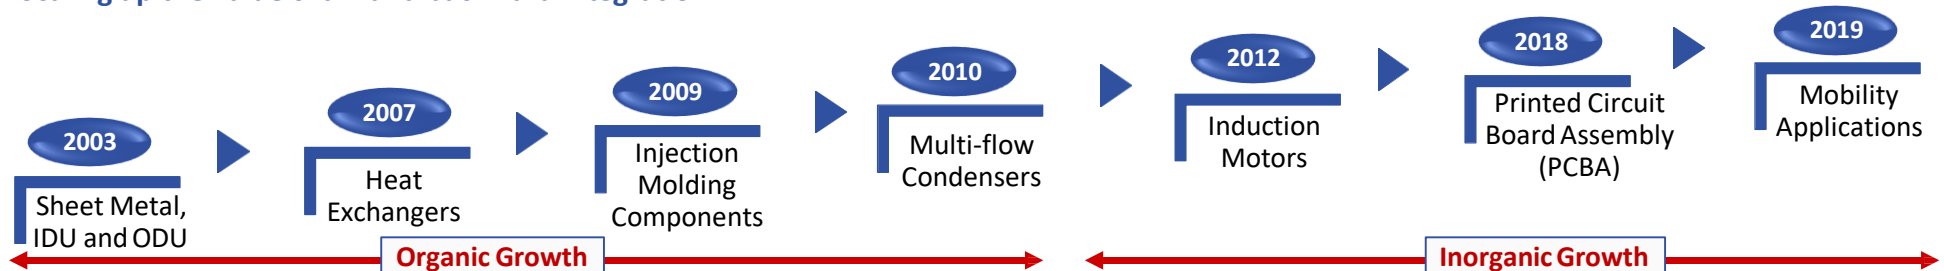 2003
Sheet Metal,
IDU and ODU
2007
Heat
Exchangers
2009
Injection
Molding
Components
2010
Multi-flow
Condensers
2012
Induction
Motors
2018
Printed Circuit
Board Assembly
(PCBA)
2019
Mobility
Applications
Organic Growth
Inorganic Growth